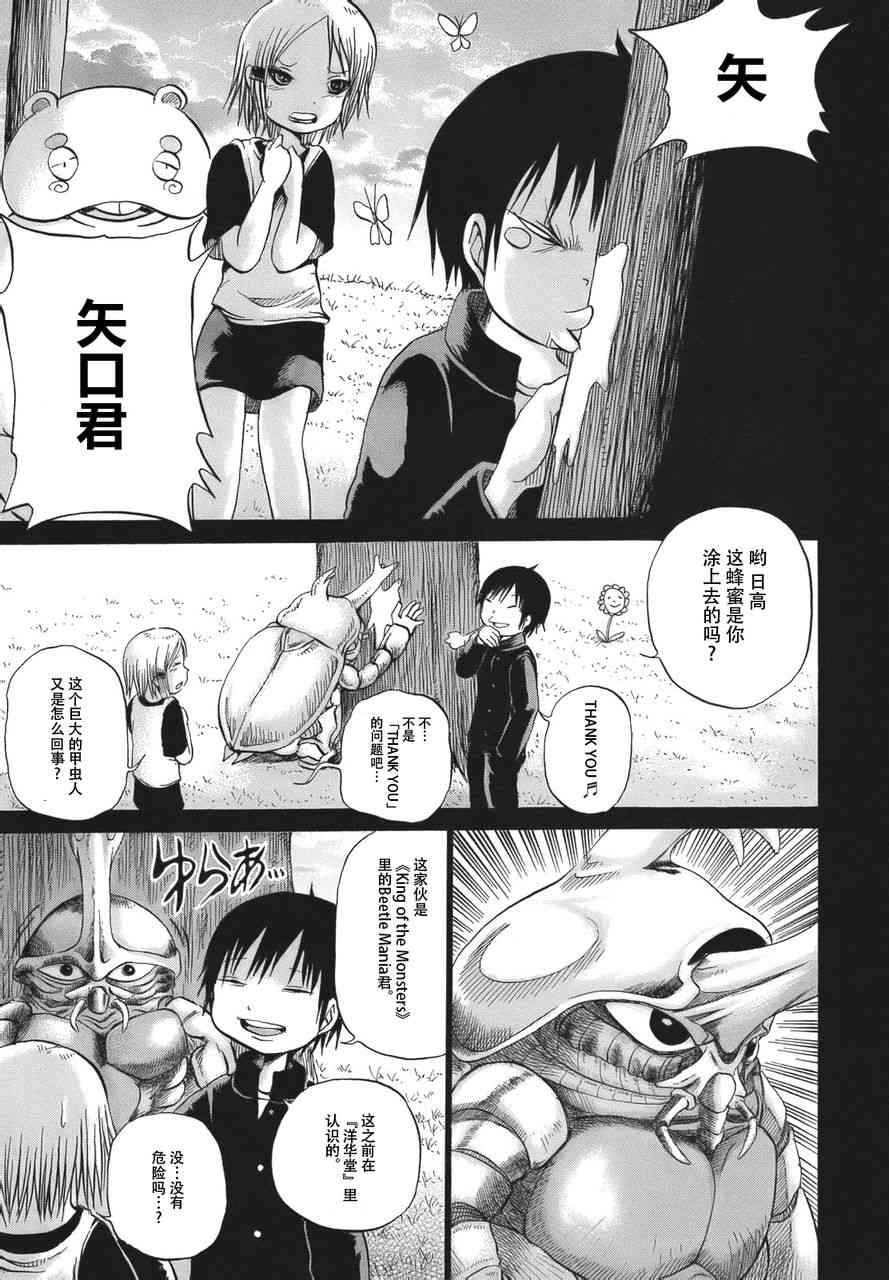 矢
矢口君
哟 日高
这蜂蜜是你
涂上去的吗？
THANK YOU♪
不…
不是
「THANK YOU」
的问题吧…
这个巨大的甲虫人
又是怎么回事？
这家伙是
《King of the Monsters》
里的Beetle Mania君。
ゆらあ…
这之前在
『洋华堂』里
认识的。
没…没有
危险吗…？